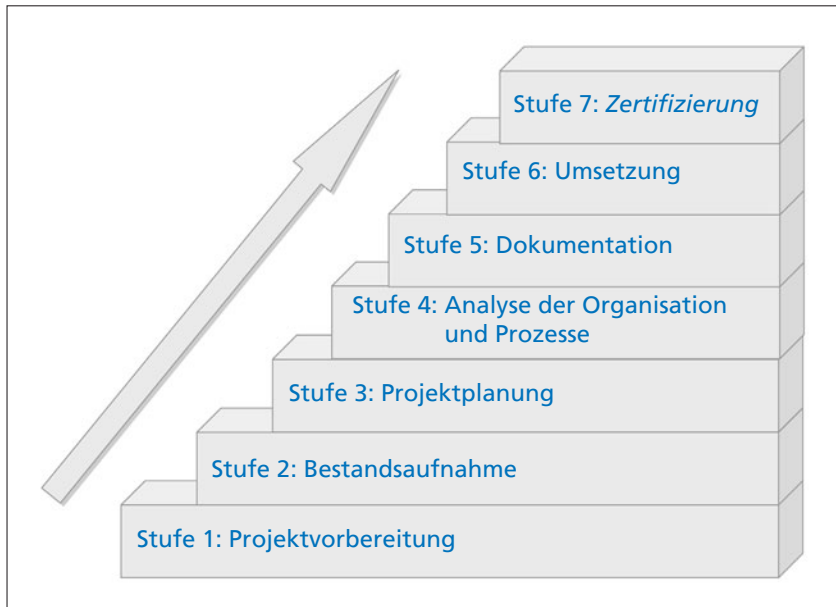 Stufe 7: Zertifizierung
Stufe 6: Umsetzung
Stufe 5: Dokumentation
Stufe 4: Analyse der Organisation
und Prozesse
Stufe 3: Projektplanung
Stufe 2: Bestandsaufnahme
Stufe 1: Projektvorbereitung